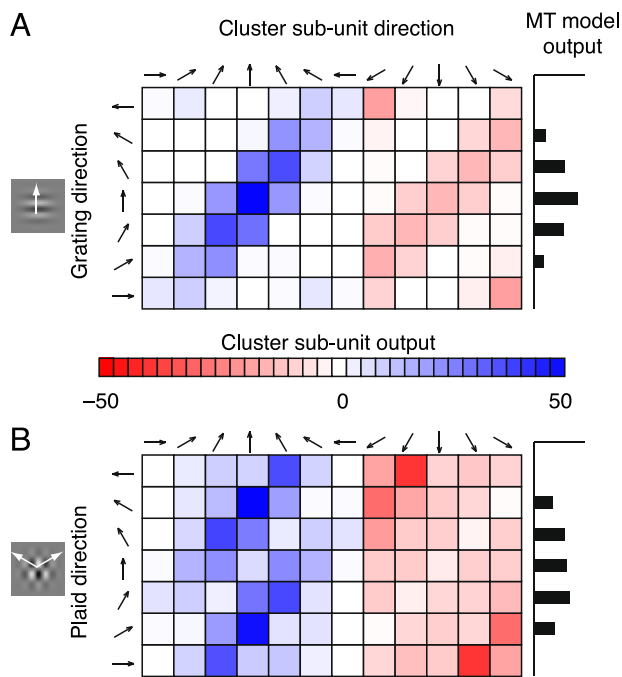 A
Cluster sub-unit direction
MT model
output
Grating direction
Cluster sub-unit output
–50
0
50
B
Plaid direction